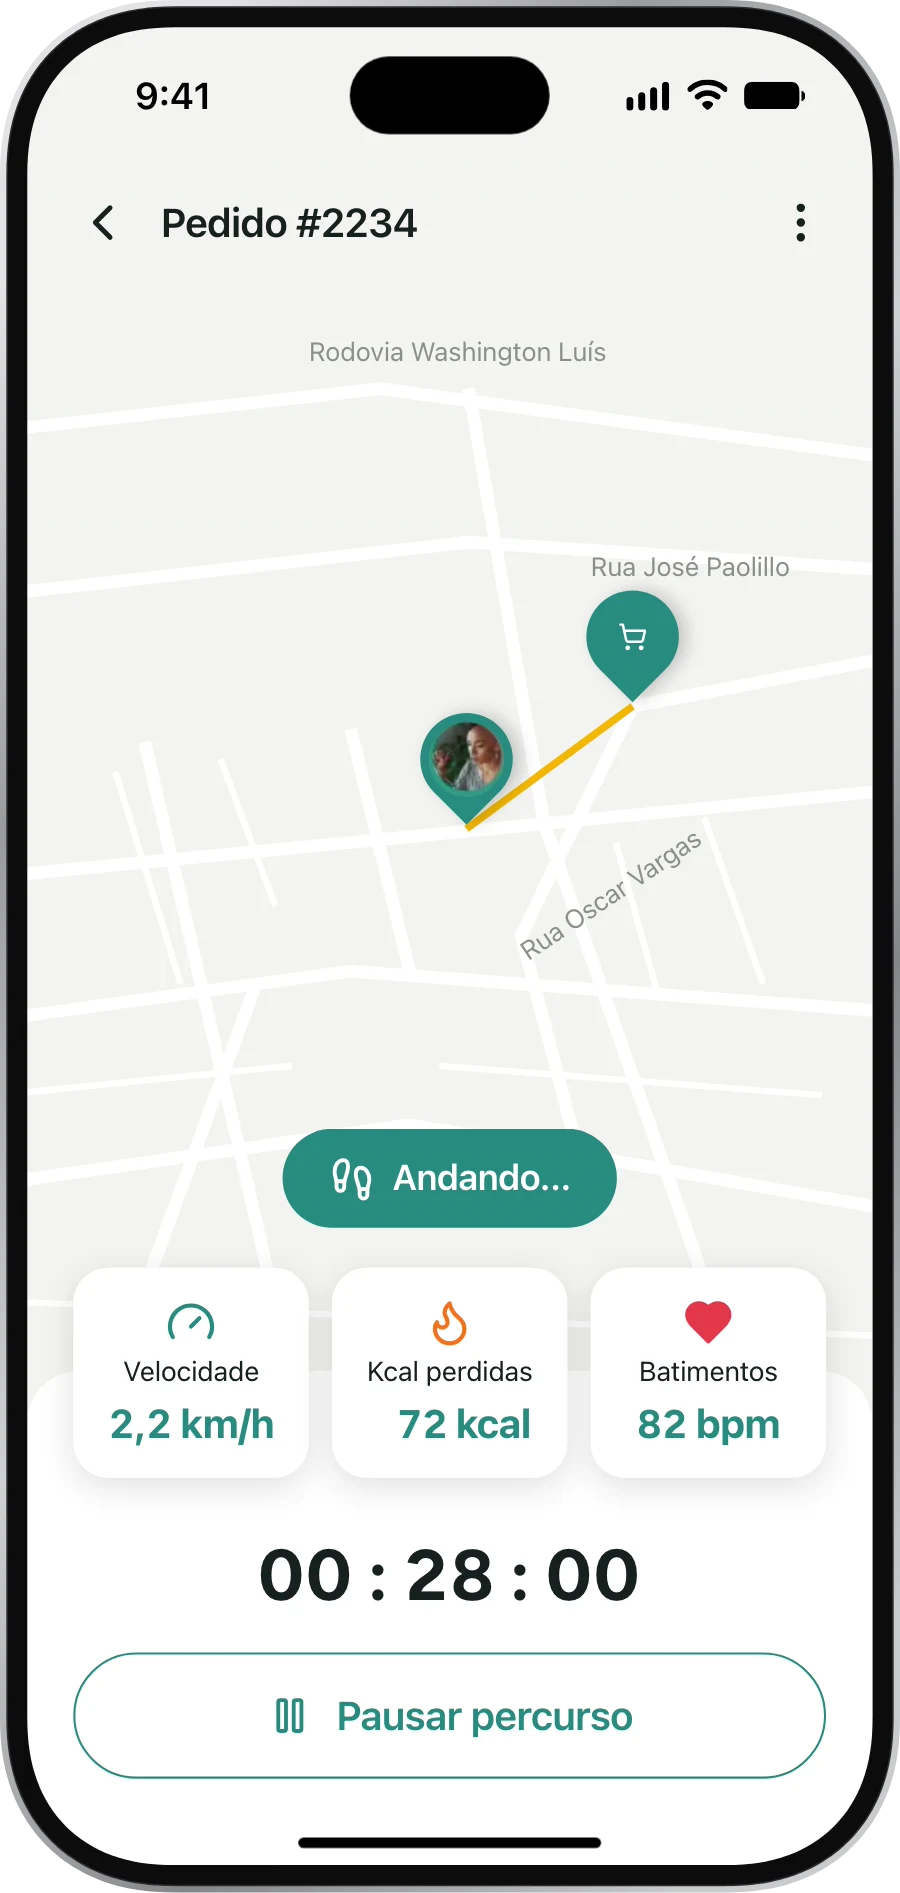 9:41
Pedido #2234
Rodovia Washington Luís
Rua José Paolillo
Rua Oscar Vargas
Andando...
Velocidade
2,2 km/h
Kcal perdidas
72 kcal
Batimentos
82 bpm
00 : 28 : 00
Pausar percurso